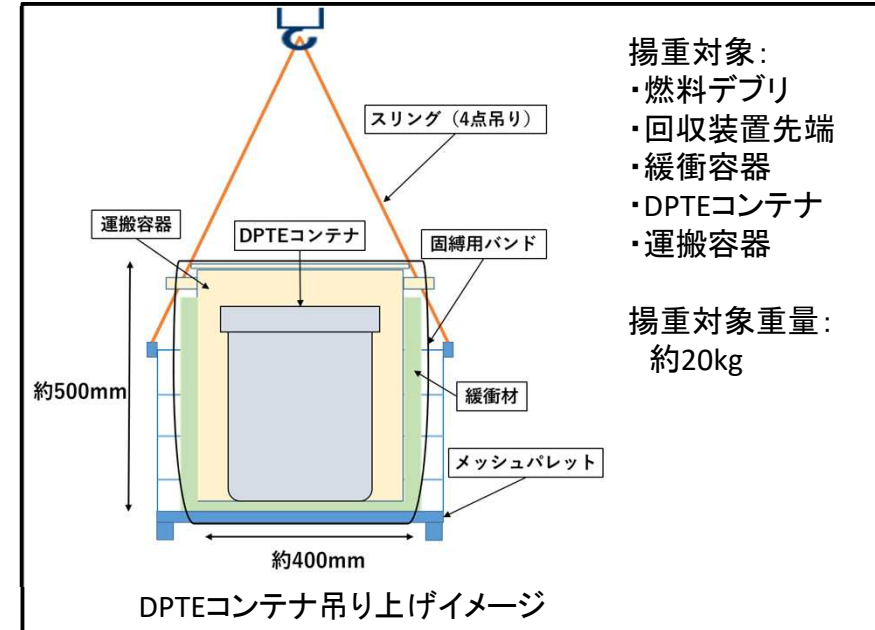 揚重対象：
・燃料デブリ
・回収装置先端
・緩衝容器
・DPTEコンテナ
・運搬容器
揚重対象重量：
約20kg
スリング（4点吊り）
運搬容器
DPTEコンテナ
固縛用バンド
約500mm
緩衝材
メッシュパレット
約400mm
DPTEコンテナ吊り上げイメージ